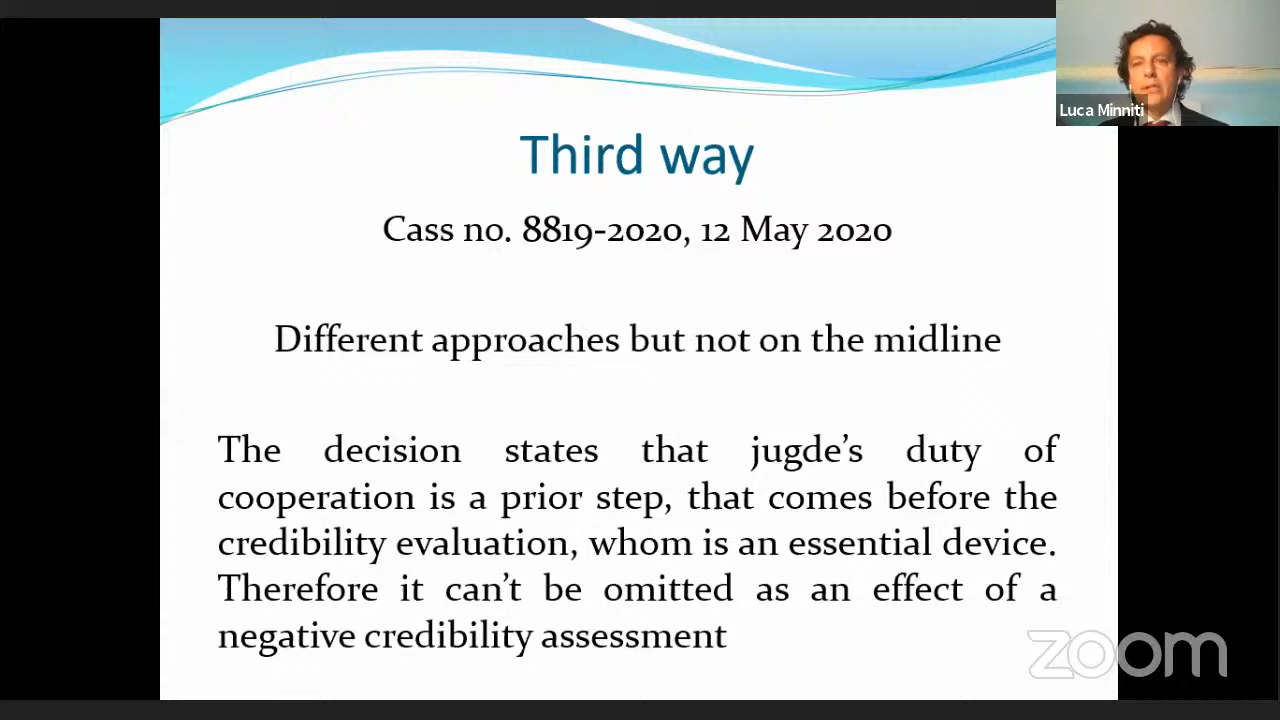 Luca Minniti
Third way
Cass no. 8819-2020, 12 May 2020
Different approaches but not on the midline
The decision states that jugde's duty of
cooperation is a prior step, that comes before the
credibility evaluation, whom is an essential device.
Therefore it can't be omitted as an effect of a
negative credibility assessment
zoom